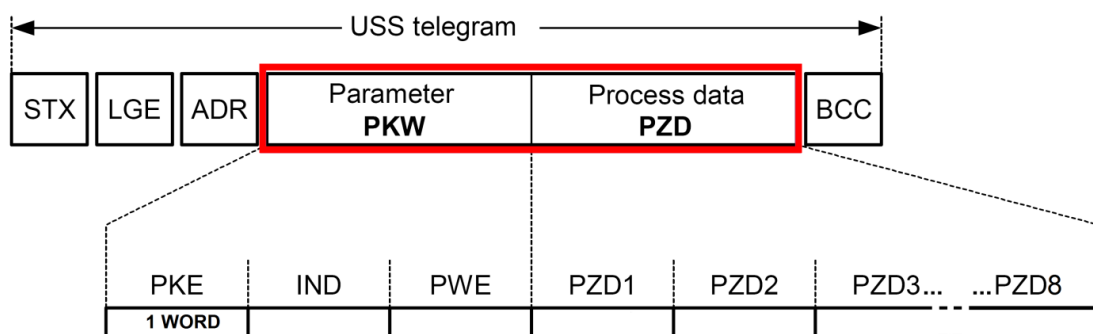 USS telegram
STX LGE ADR Parameter PKW Process data PZD BCC
PKE IND PWE PZD1 PZD2 PZD3... ...PZD8
1 WORD